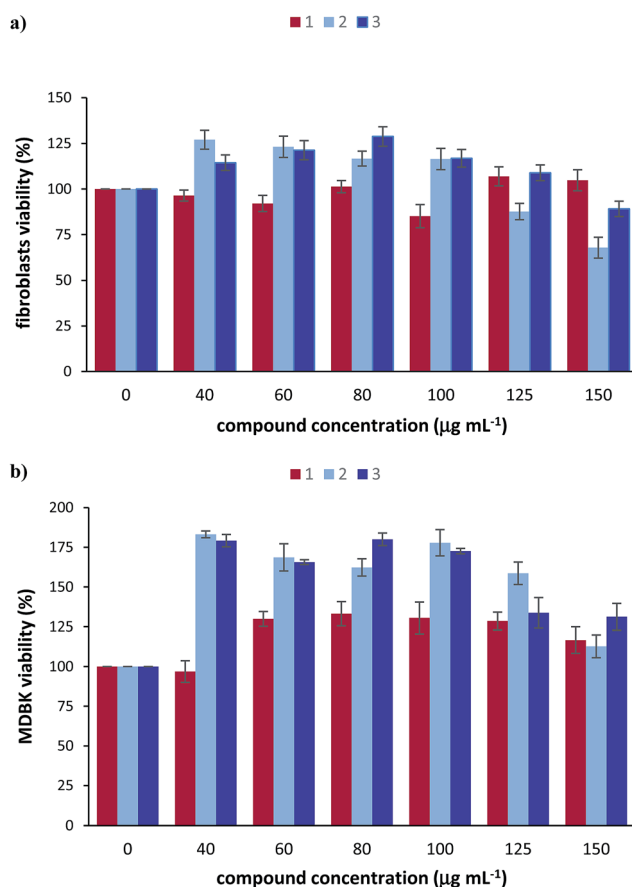 a)
1 2 3
150
125
100
75
50
25
0
fibroblasts viability (%)
0 40 60 80 100 125 150
compound concentration (µg mL⁻¹)
b)
1 2 3
200
175
150
125
100
75
50
25
0
MDBK viability (%)
0 40 60 80 100 125 150
compound concentration (µg mL⁻¹)